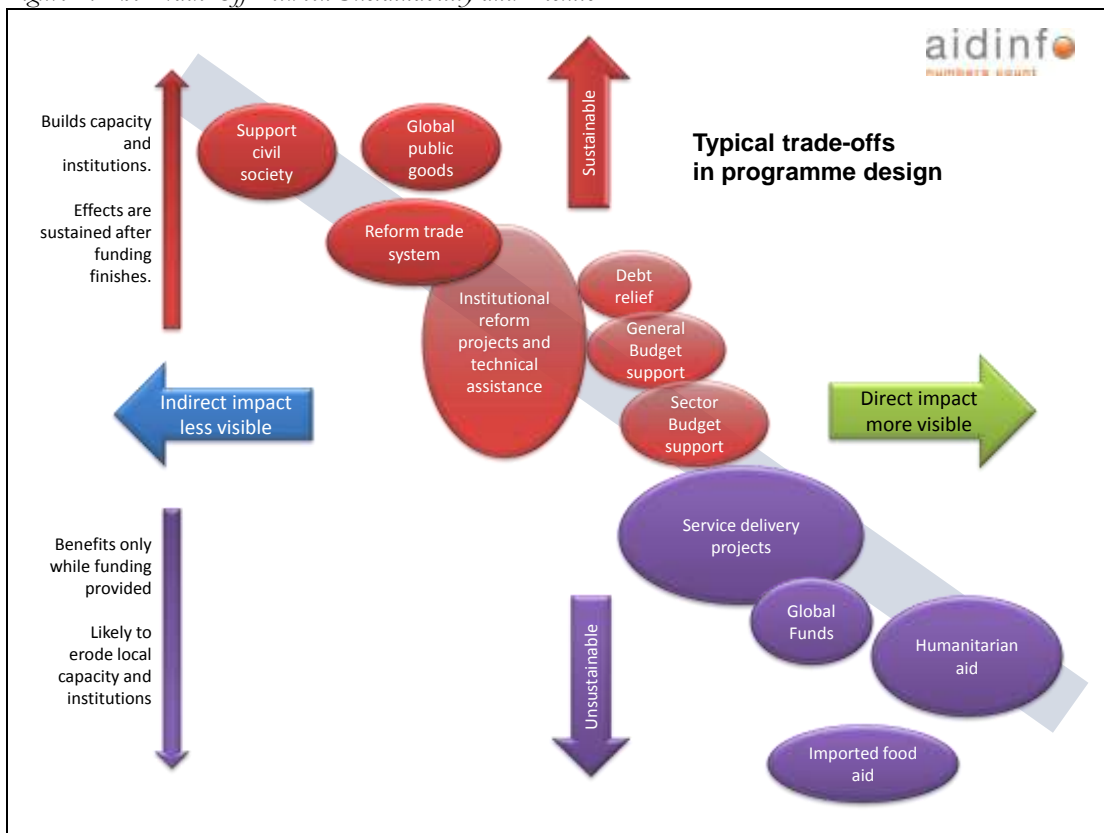 aidinfo
numbers count
Typical trade-offs
in programme design
Builds capacity
and
institutions.
Effects are
sustained after
funding
finishes.
Support
civil
society
Global
public
goods
Sustainable
Reform trade
system
Institutional
reform
projects and
technical
assistance
Debt
relief
General
Budget
support
Sector
Budget
support
Indirect impact
less visible
Direct impact
more visible
Benefits only
while funding
provided
Likely to
erode local
capacity and
institutions
Service delivery
projects
Global
Funds
Humanitarian
aid
Unsustainable
Imported food
aid